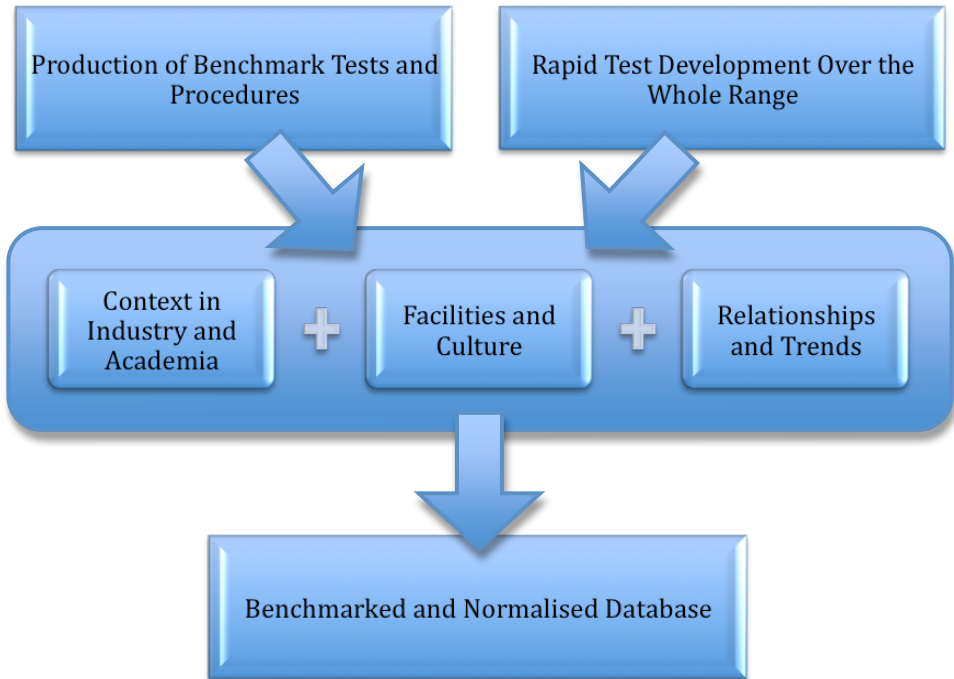 Production of Benchmark Tests and
Procedures
Rapid Test Development Over the
Whole Range
Context in
Industry and
Academia
Facilities and
Culture
Relationships
and Trends
Benchmarked and Normalised Database